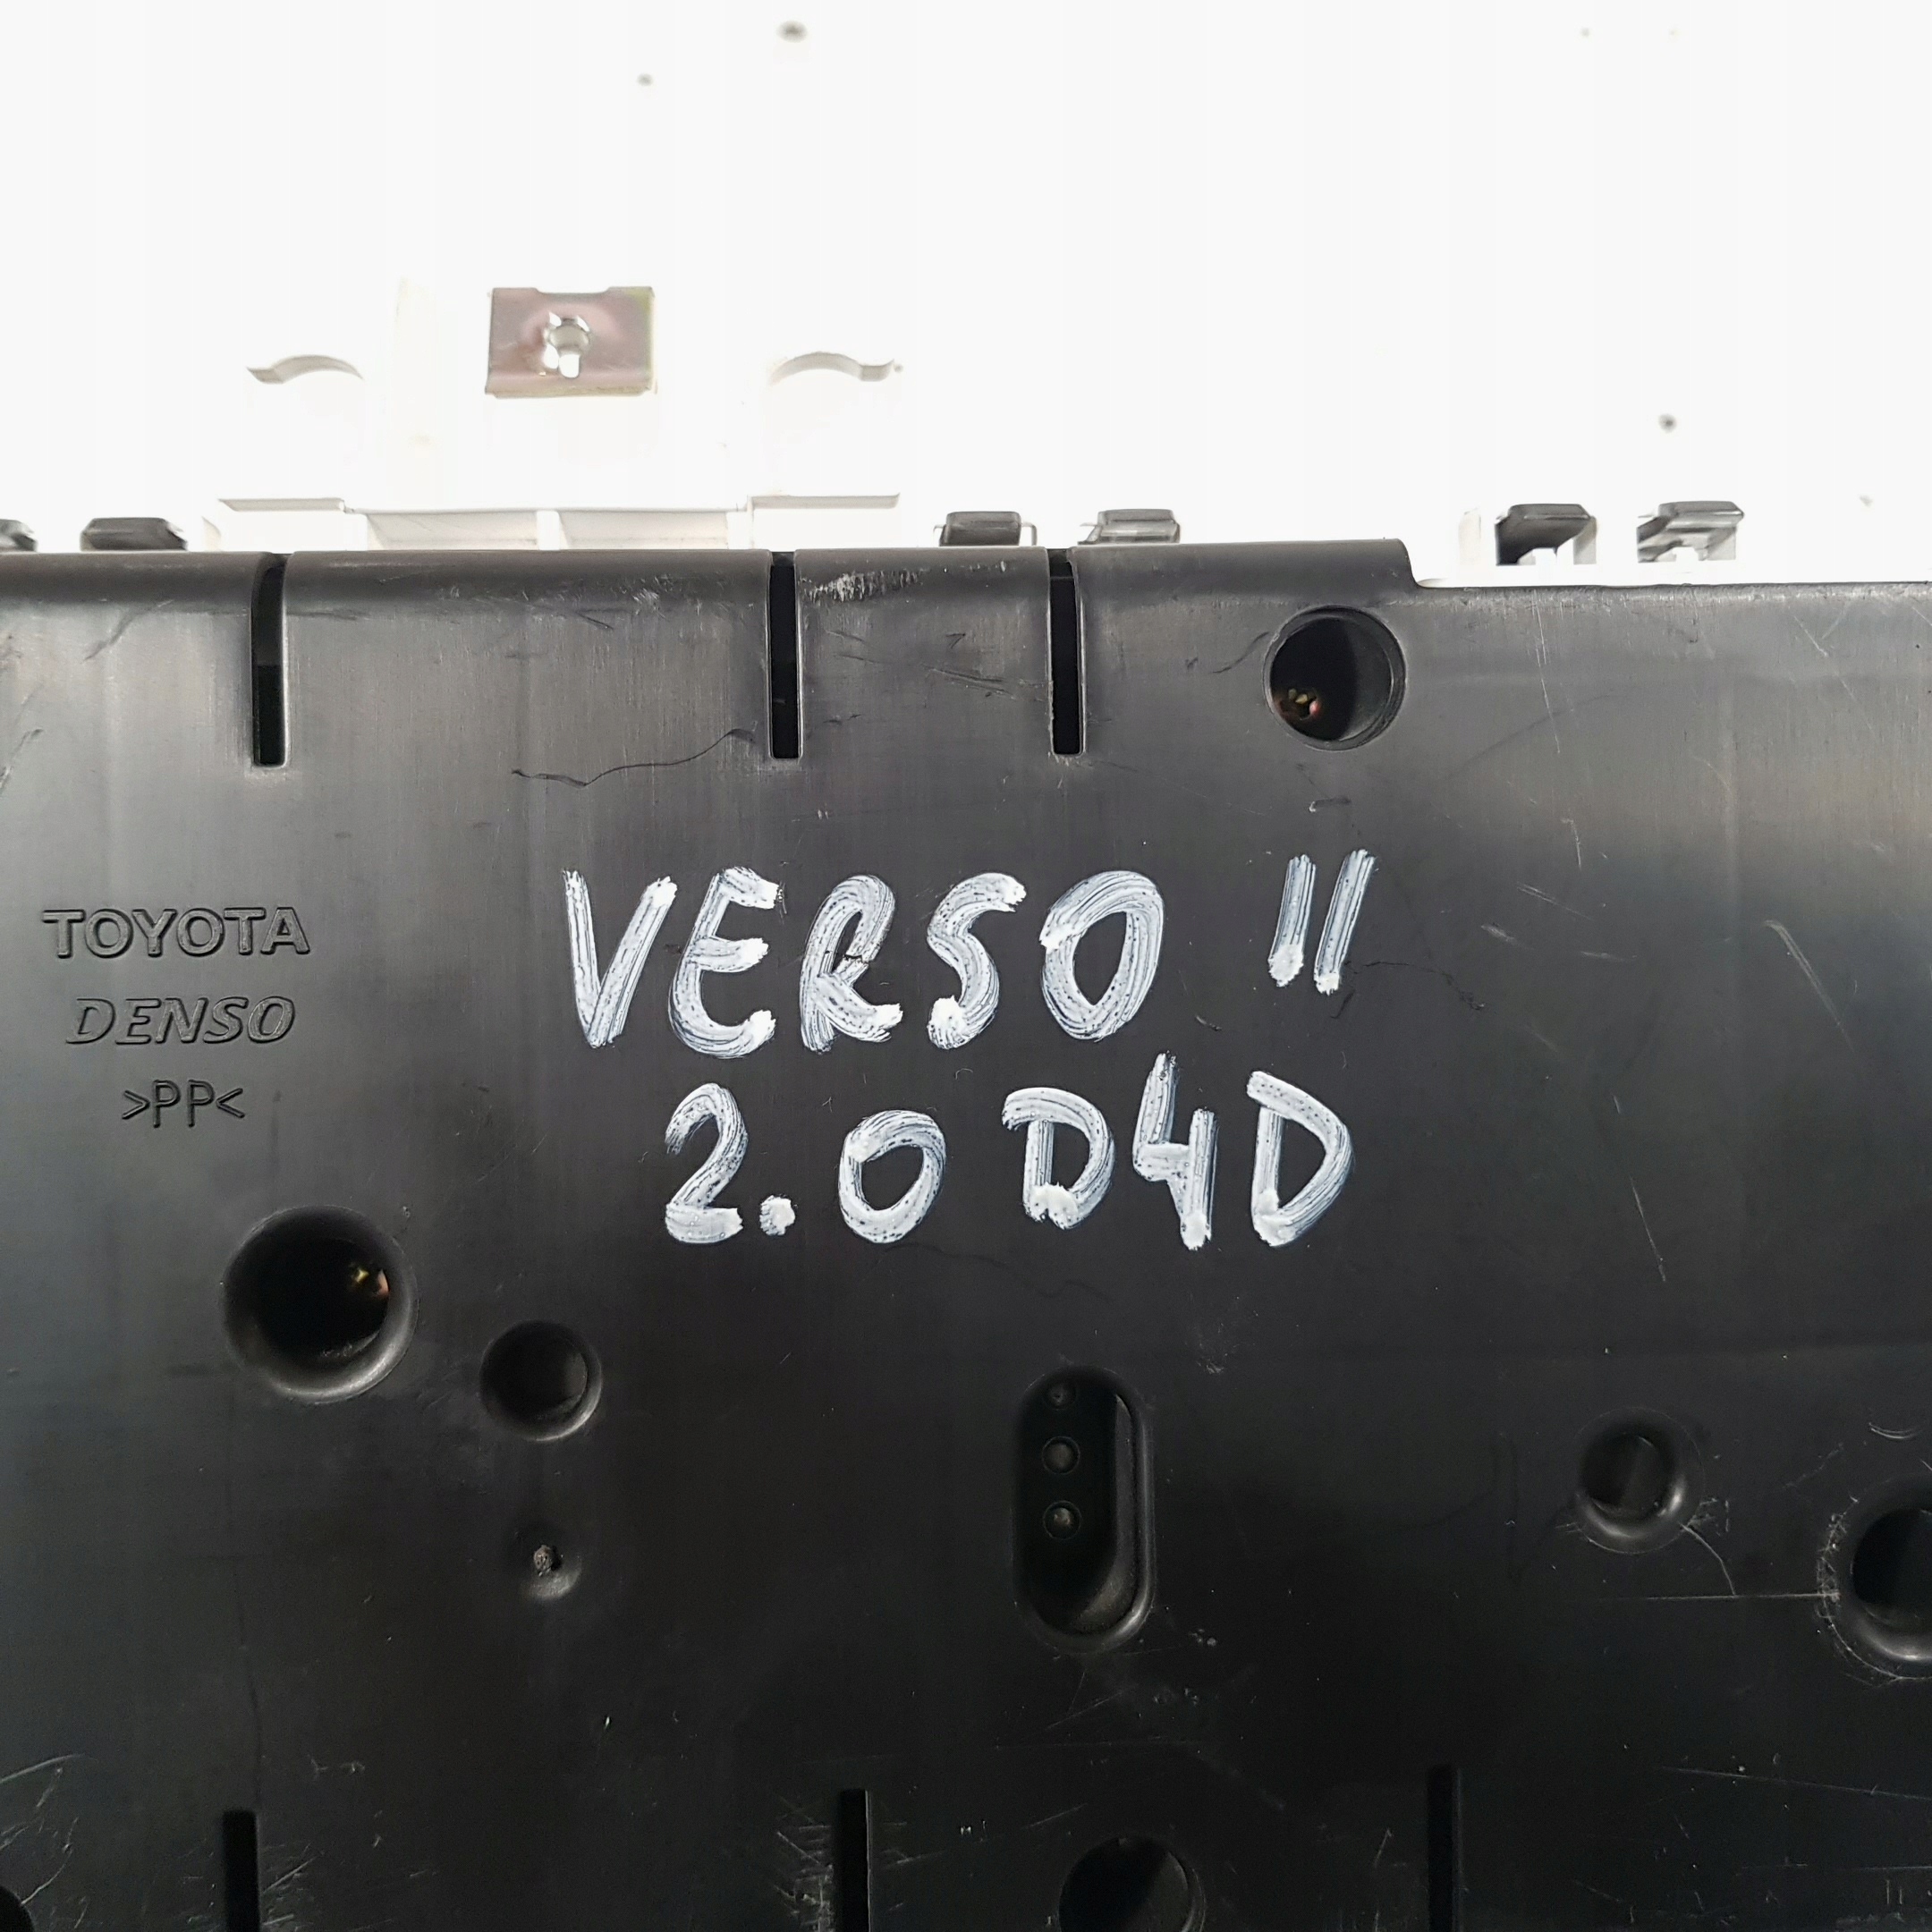 TOYOTA
DENSO
>PP<
VERSO II
2.0 D4D